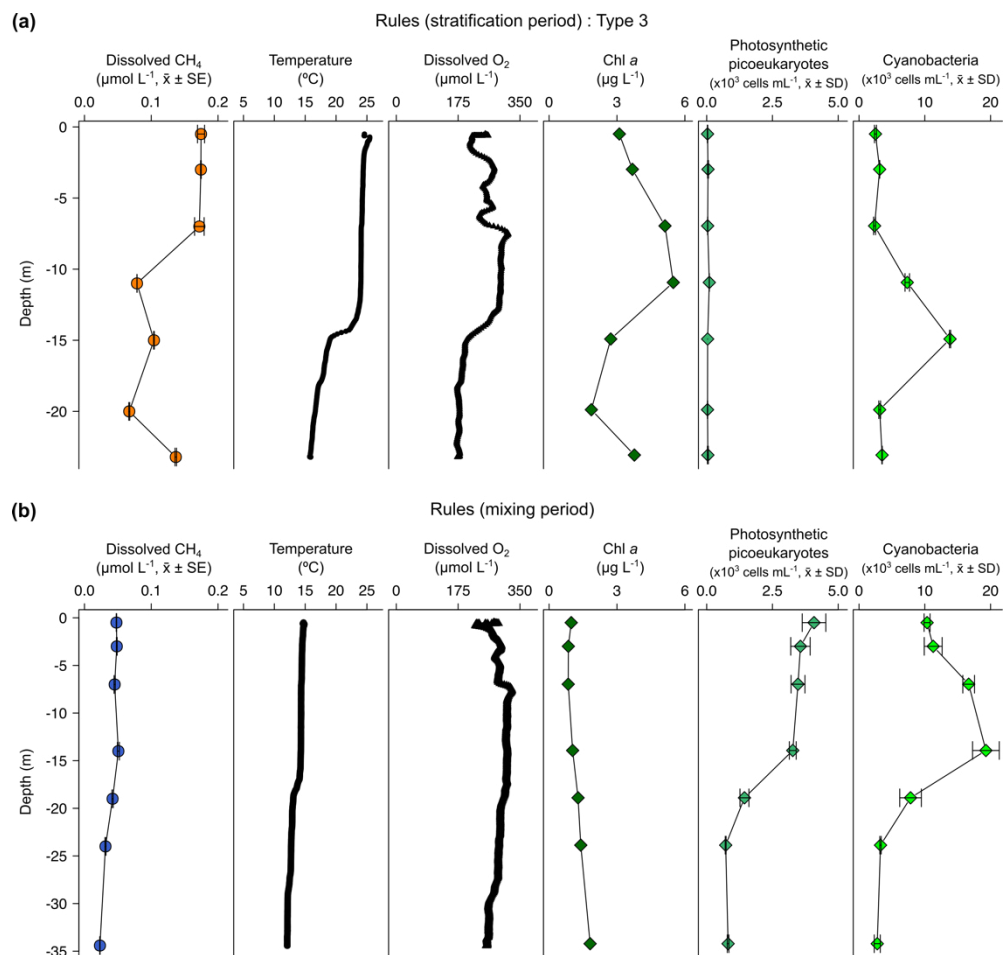 (a)
Rules (stratification period) : Type 3
Dissolved CH₄
(µmol L⁻¹, x̄ ± SE)
Temperature
(ºC)
Dissolved O₂
(µmol L⁻¹)
Chl a
(µg L⁻¹)
Photosynthetic
picoeukaryotes
(x10³ cells mL⁻¹, x̄ ± SD)
Cyanobacteria
(x10³ cells mL⁻¹, x̄ ± SD)
0.0 0.1 0.2
5 10 15 20 25
0 175 350
0 3 6
0.0 2.5 5.0
0 10 20
0
-5
-10
-15
-20
Depth (m)
(b)
Rules (mixing period)
Dissolved CH₄
(µmol L⁻¹, x̄ ± SE)
Temperature
(ºC)
Dissolved O₂
(µmol L⁻¹)
Chl a
(µg L⁻¹)
Photosynthetic
picoeukaryotes
(x10³ cells mL⁻¹, x̄ ± SD)
Cyanobacteria
(x10³ cells mL⁻¹, x̄ ± SD)
0.0 0.1 0.2
5 10 15 20 25
0 175 350
0 3 6
0.0 2.5 5.0
0 10 20
0
-5
-10
-15
-20
-25
-30
-35
Depth (m)